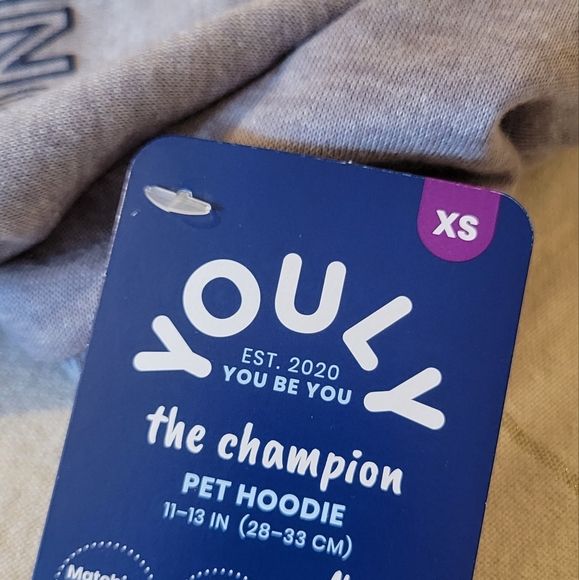 XS
YOULY
EST. 2020
YOU BE YOU
the champion
PET HOODIE
11–13 IN (28–33 CM)